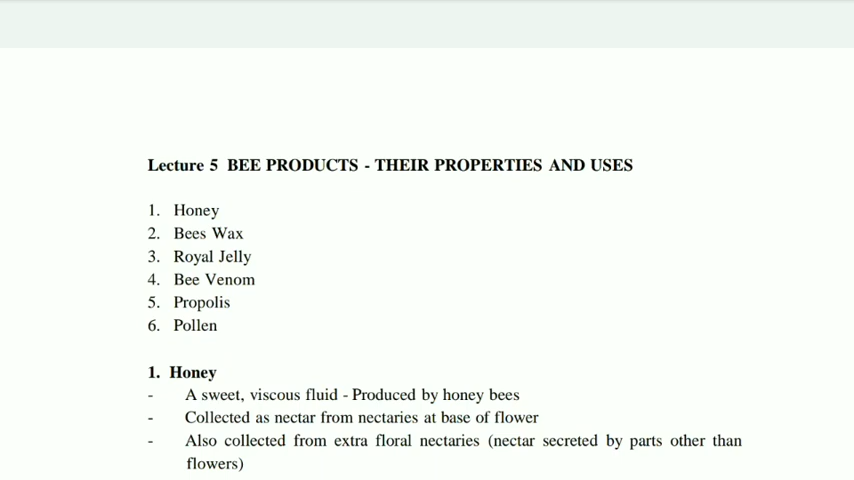 Lecture 5 BEE PRODUCTS - THEIR PROPERTIES AND USES
1. Honey
2. Bees Wax
3. Royal Jelly
4. Bee Venom
5. Propolis
6. Pollen
1. Honey
- A sweet, viscous fluid - Produced by honey bees
- Collected as nectar from nectaries at base of flower
- Also collected from extra floral nectaries (nectar secreted by parts other than
flowers)